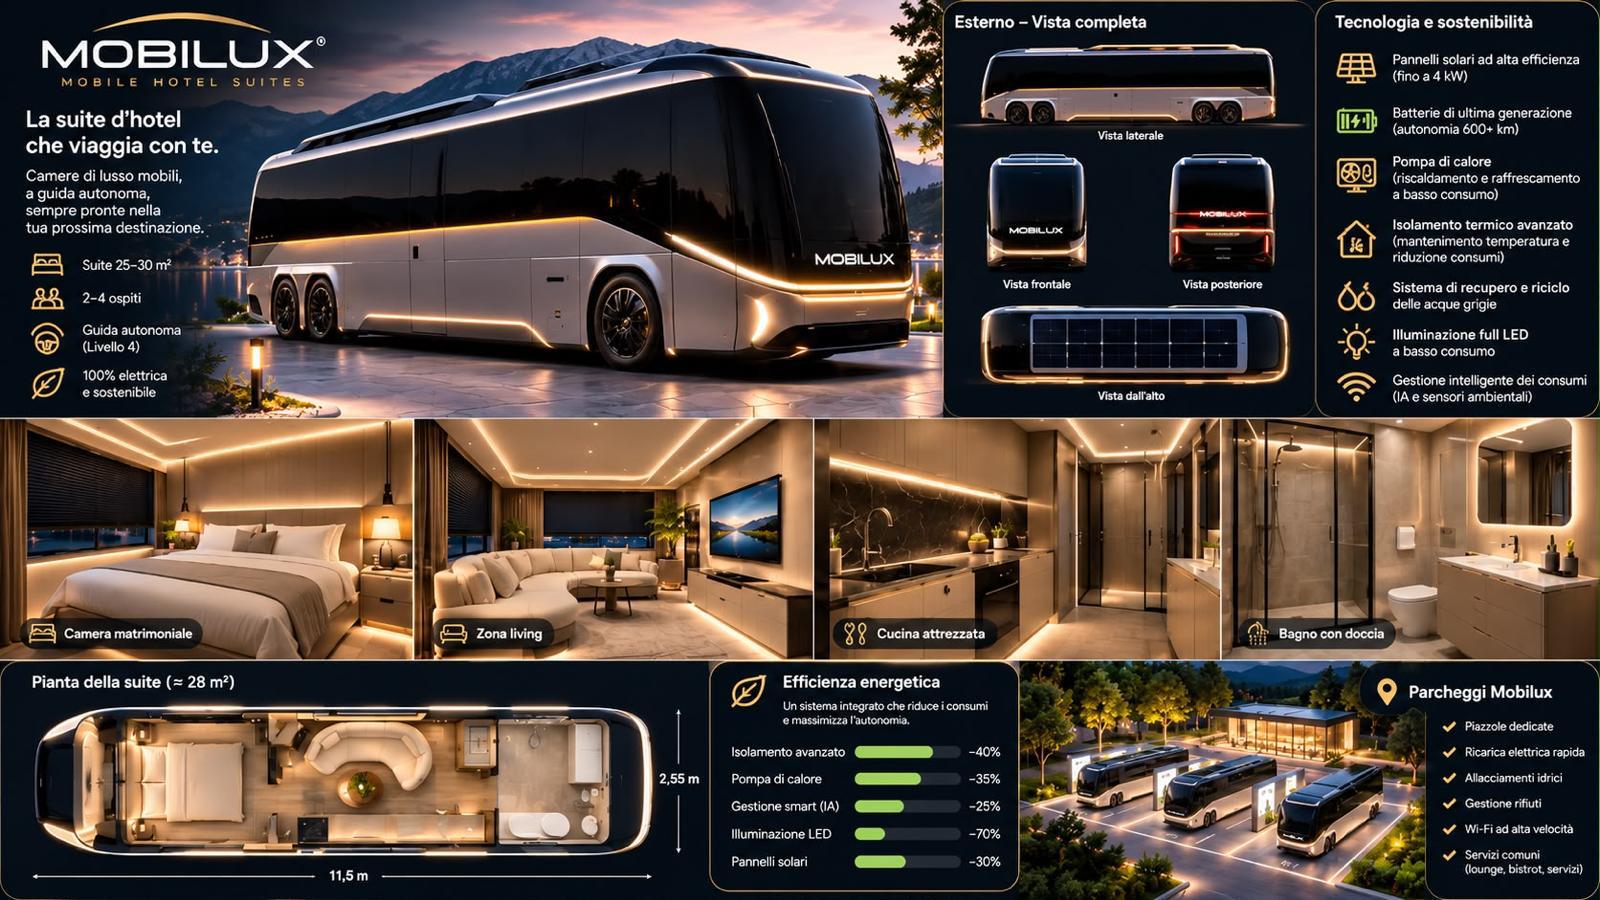 MOBILUX®
MOBILE HOTEL SUITES
La suite d'hotel
che viaggia con te.
Camere di lusso mobili,
a guida autonoma,
sempre pronte nella
tua prossima destinazione.
Suite 25–30 m²
2–4 ospiti
Guida autonoma
(Livello 4)
100% elettrica
e sostenibile
MOBILUX
Esterno – Vista completa
Vista laterale
MOBILUX
MOBILUX
Vista frontale
Vista posteriore
Vista dall'alto
Tecnologia e sostenibilità
Pannelli solari ad alta efficienza
(fino a 4 kW)
Batterie di ultima generazione
(autonomia 600+ km)
Pompa di calore
(riscaldamento e raffrescamento
a basso consumo)
Isolamento termico avanzato
(mantenimento temperatura e
riduzione consumi)
Sistema di recupero e riciclo
delle acque grigie
Illuminazione full LED
a basso consumo
Gestione intelligente dei consumi
(IA e sensori ambientali)
Camera matrimoniale
Zona living
Cucina attrezzata
Bagno con doccia
Pianta della suite (≈ 28 m²)
2,55 m
11,5 m
Efficienza energetica
Un sistema integrato che riduce i consumi
e massimizza l'autonomia.
Isolamento avanzato –40%
Pompa di calore –35%
Gestione smart (IA) –25%
Illuminazione LED –70%
Pannelli solari –30%
MOBILUX
Parcheggi Mobilux
Piazzole dedicate
Ricarica elettrica rapida
Allacciamenti idrici
Gestione rifiuti
Wi-Fi ad alta velocità
Servizi comuni
(lounge, bistrot, servizi)